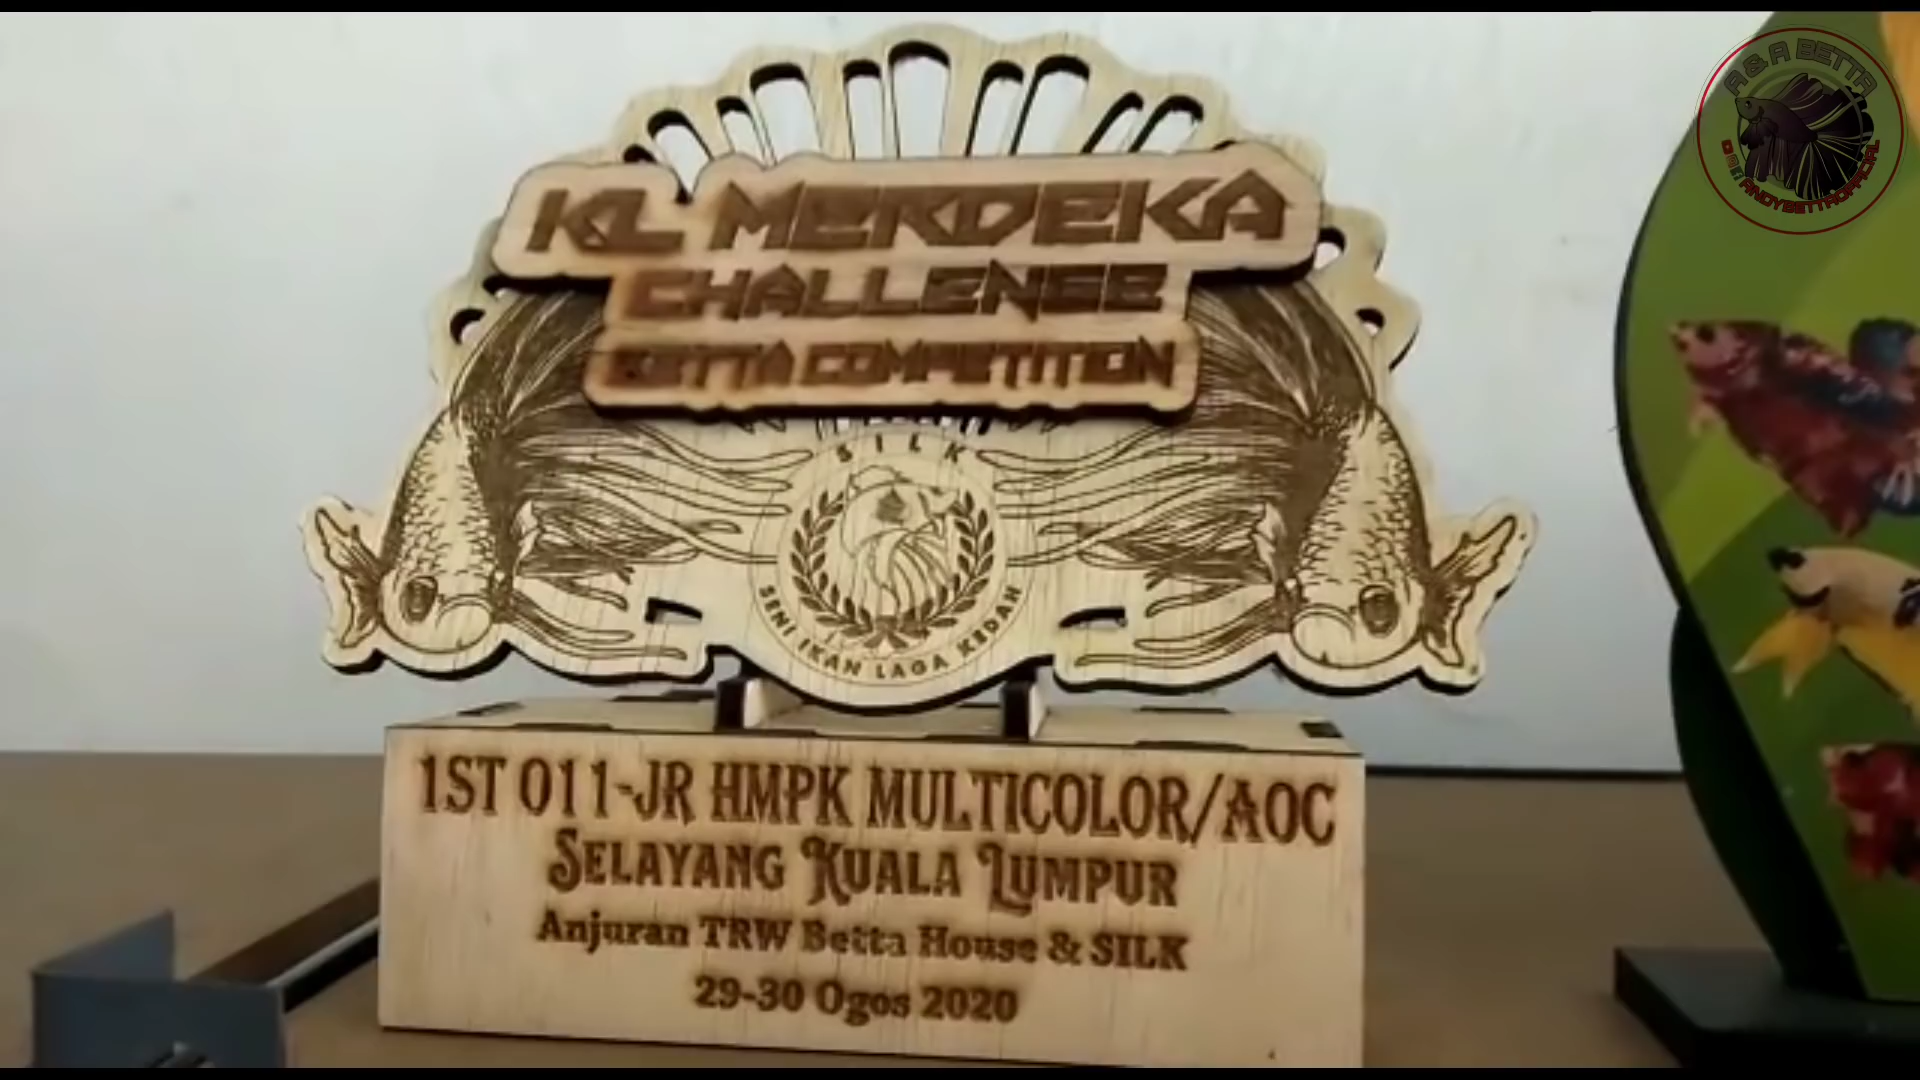 KL MERDEKA
CHALLENGE
BETTA COMPETITION
SILK
SENI IKAN LAGA KEDAH
1ST 011-JR HMPK MULTICOLOR/AOC
SELAYANG KUALA LUMPUR
Anjuran TRW Betta House & SILK
29-30 Ogos 2020
A & A BETTA